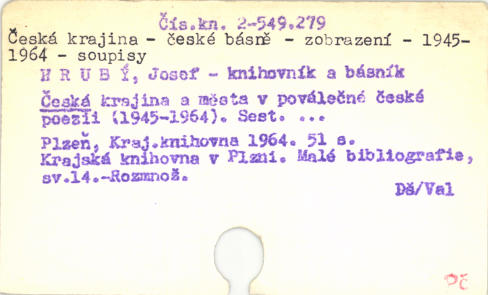 Čís.kn. 2-549.279
Česká krajina - české básně - zobrazení - 1945-
1964 - soupisy
H R U B Ý, Josef - knihovník a básník
Česká krajina a města v poválečné české
poezii (1945-1964). Sest. ...
Plzeň, Kraj.knihovna 1964. 51 s.
Krajská knihovna v Plzni. Malé bibliografie,
sv.14.-Rozmnož.
Dš/Val
Pč